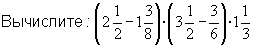 Вычислите: (2 1/2 − 1 3/8) · (3 1/2 − 3/6) · 1 1/3